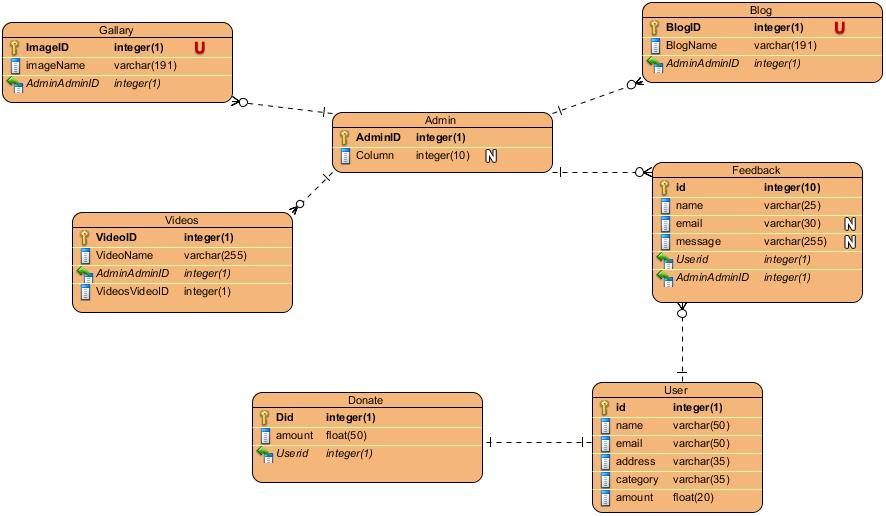 Gallary
ImageID integer(1) U
imageName varchar(191)
AdminAdminID integer(1)
Blog
BlogID integer(1) U
BlogName varchar(191)
AdminAdminID integer(1)
Admin
AdminID integer(1)
Column integer(10) N
Feedback
id integer(10)
name varchar(25)
email varchar(30) N
message varchar(255) N
Userid integer(1)
AdminAdminID integer(1)
Videos
VideoID integer(1)
VideoName varchar(255)
AdminAdminID integer(1)
VideosVideoID integer(1)
Donate
Did integer(1)
amount float(50)
Userid integer(1)
User
id integer(1)
name varchar(50)
email varchar(50)
address varchar(35)
category varchar(35)
amount float(20)